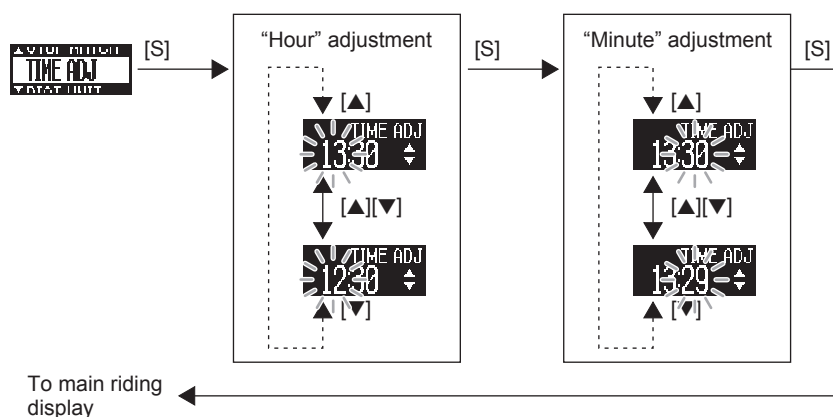 TIME ADJ
[S]
“Hour” adjustment
[▲]
TIME ADJ
13:30
[▲][▼]
TIME ADJ
12:30
[▼]
[S]
“Minute” adjustment
[▲]
TIME ADJ
13:30
[▲][▼]
TIME ADJ
13:29
[▼]
[S]
To main riding
display